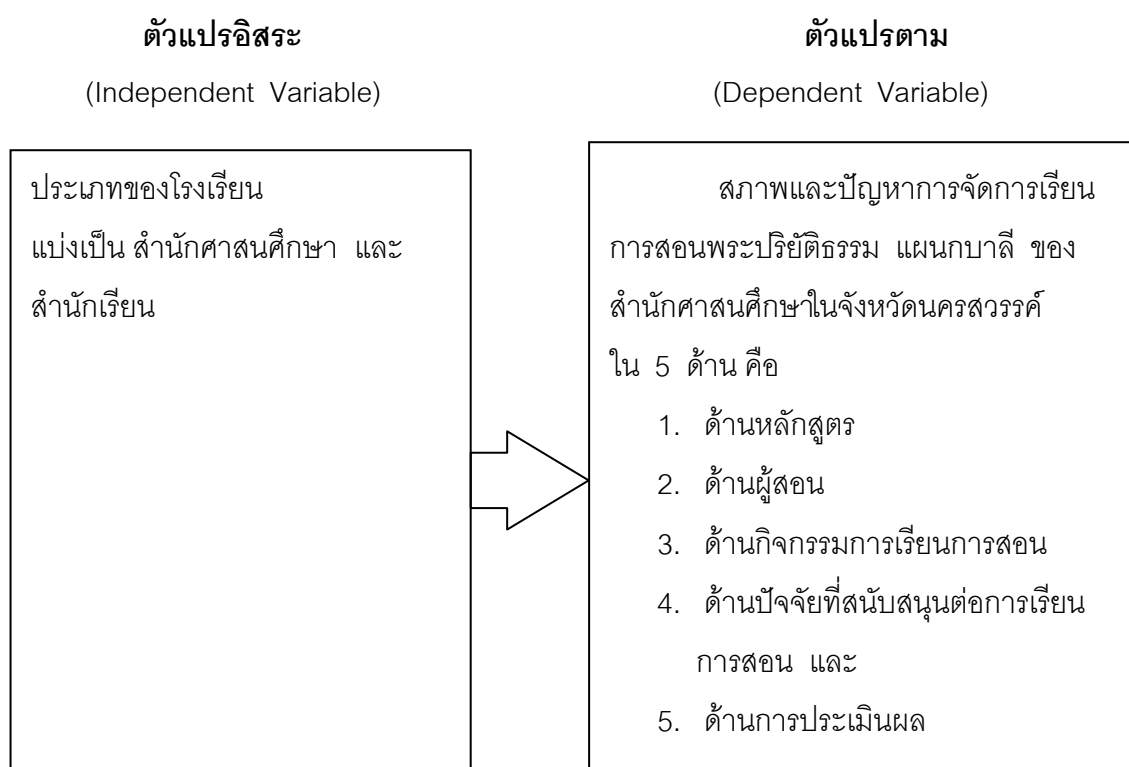 ตัวแปรอิสระ
(Independent Variable)
ประเภทของโรงเรียน
แบ่งเป็น สำนักศาสนศึกษา และ
สำนักเรียน
ตัวแปรตาม
(Dependent Variable)
สภาพและปัญหาการจัดการเรียน
การสอนพระปริยัติธรรม แผนกบาลี ของ
สำนักศาสนศึกษาในจังหวัดนครสวรรค์
ใน 5 ด้าน คือ
1. ด้านหลักสูตร
2. ด้านผู้สอน
3. ด้านกิจกรรมการเรียนการสอน
4. ด้านปัจจัยที่สนับสนุนต่อการเรียน
การสอน และ
5. ด้านการประเมินผล